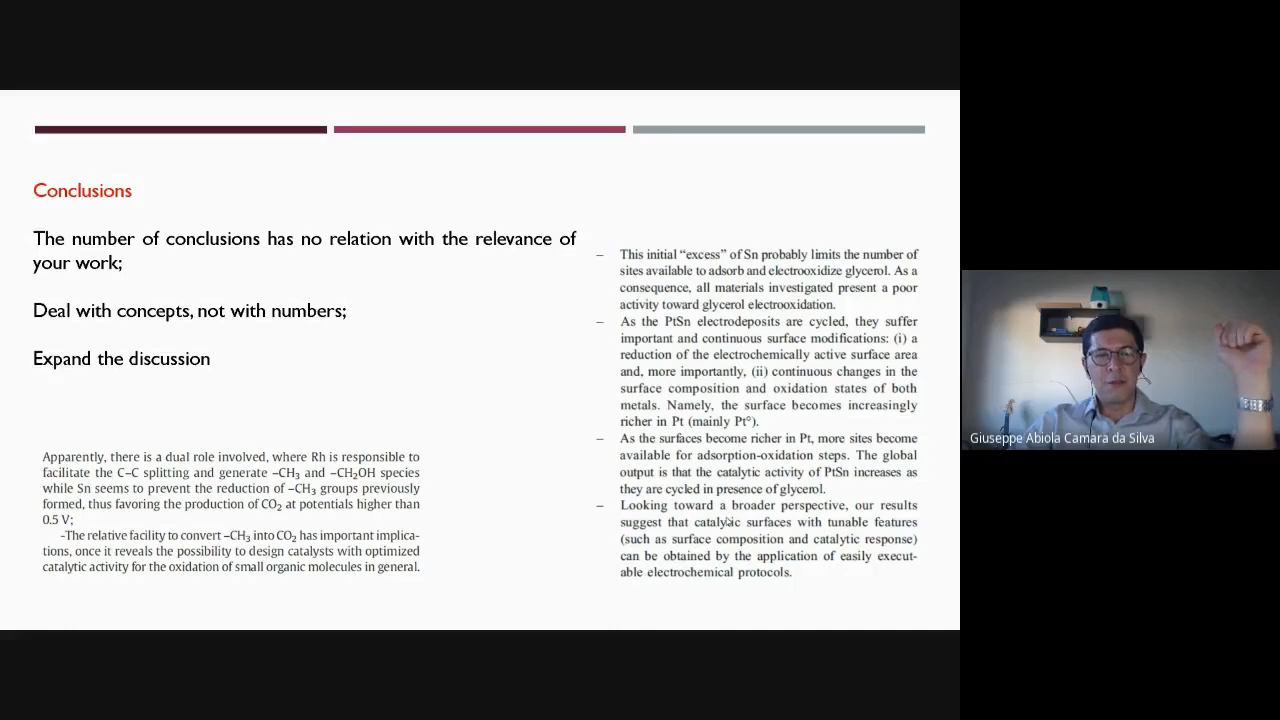 Conclusions
The number of conclusions has no relation with the relevance of
your work;
Deal with concepts, not with numbers;
Expand the discussion
Apparently, there is a dual role involved, where Rh is responsible to
facilitate the C–C splitting and generate –CH₃ and –CH₂OH species
while Sn seems to prevent the reduction of –CH₃ groups previously
formed, thus favoring the production of CO₂ at potentials higher than
0.5 V;
–The relative facility to convert –CH₃ into CO₂ has important implica-
tions, once it reveals the possibility to design catalysts with optimized
catalytic activity for the oxidation of small organic molecules in general.
– This initial “excess” of Sn probably limits the number of
sites available to adsorb and electrooxidize glycerol. As a
consequence, all materials investigated present a poor
activity toward glycerol electrooxidation.
– As the PtSn electrodeposits are cycled, they suffer
important and continuous surface modifications: (i) a
reduction of the electrochemically active surface area
and, more importantly, (ii) continuous changes in the
surface composition and oxidation states of both
metals. Namely, the surface becomes increasingly
richer in Pt (mainly Pt°).
– As the surfaces become richer in Pt, more sites become
available for adsorption-oxidation steps. The global
output is that the catalytic activity of PtSn increases as
they are cycled in presence of glycerol.
– Looking toward a broader perspective, our results
suggest that catalytic surfaces with tunable features
(such as surface composition and catalytic response)
can be obtained by the application of easily execut-
able electrochemical protocols.
Giuseppe Abiola Camara da Silva